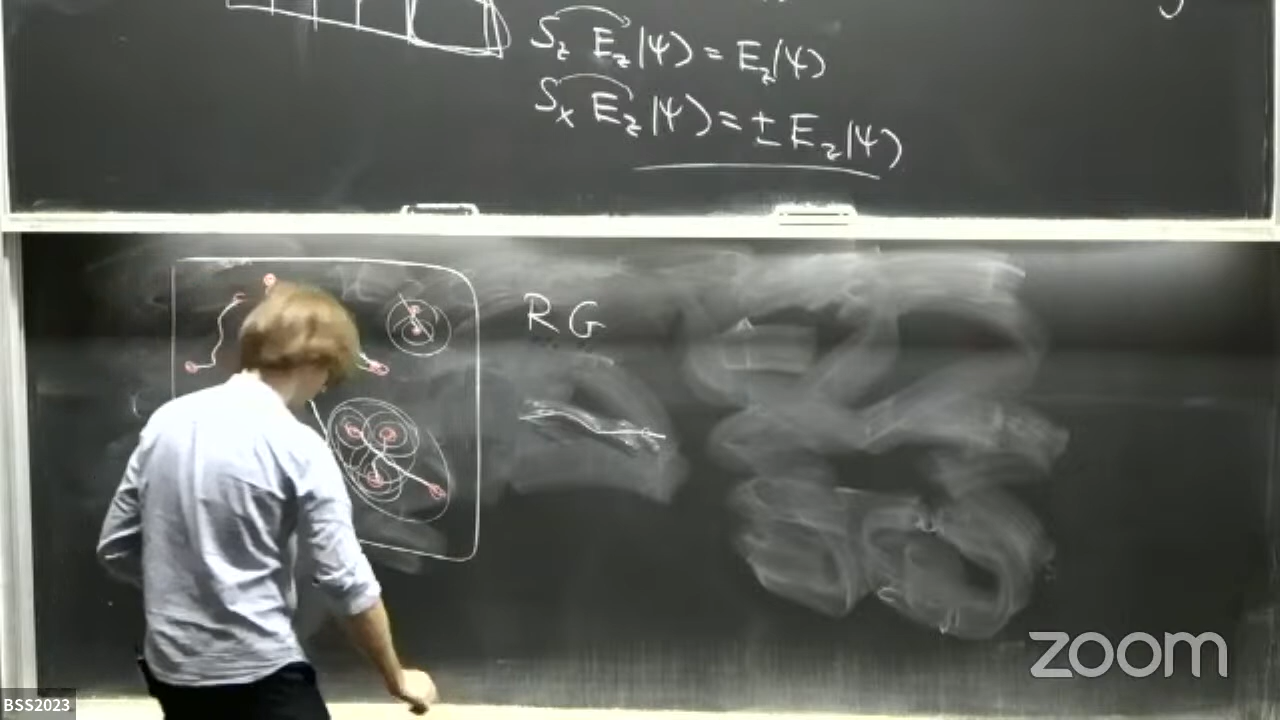 S_z E_z|ψ⟩ = E_z|ψ⟩
S_x E_z|ψ⟩ = ± E_z|ψ⟩
RG
zoom
BSS2023